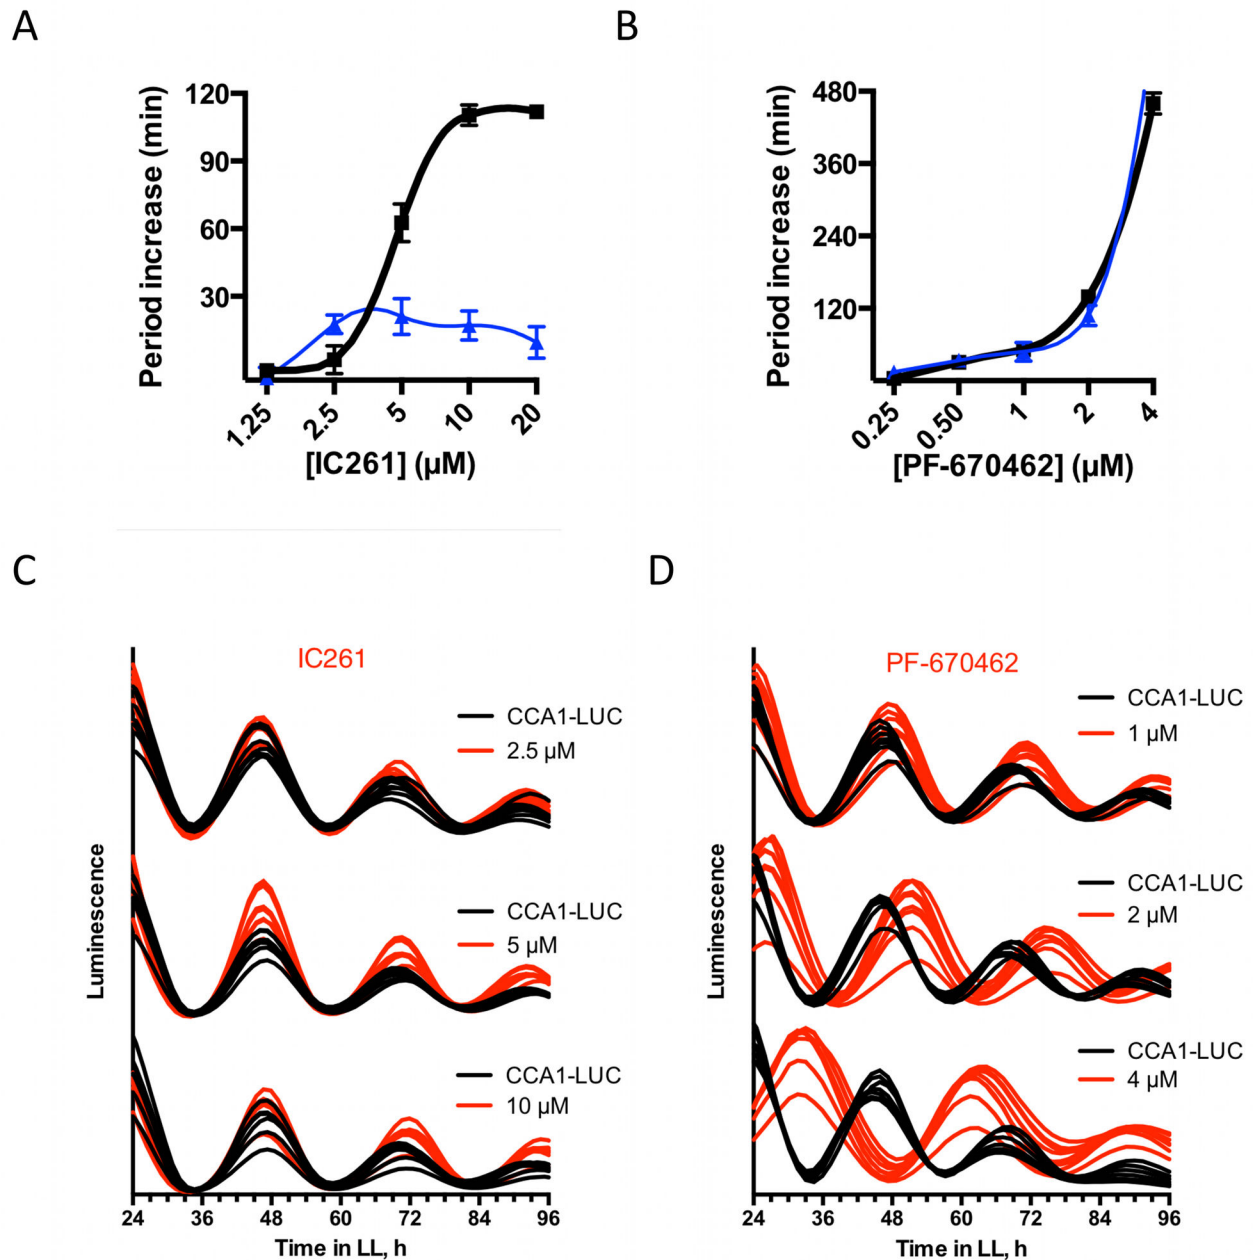 A
Period increase (min)
120
90
60
30
1.25
2.5
5
10
20
[IC261] (µM)
B
Period increase (min)
480
360
240
120
0.25
0.50
1
2
4
[PF-670462] (µM)
C
IC261
CCA1-LUC
2.5 µM
CCA1-LUC
5 µM
CCA1-LUC
10 µM
Luminescence
24 36 48 60 72 84 96
Time in LL, h
D
PF-670462
CCA1-LUC
1 µM
CCA1-LUC
2 µM
CCA1-LUC
4 µM
Luminescence
24 36 48 60 72 84 96
Time in LL, h